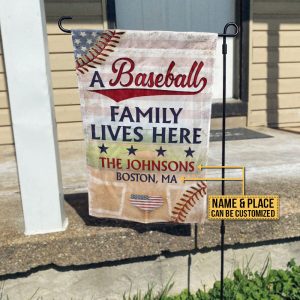 A Baseball
FAMILY
LIVES HERE
THE JOHNSONS
BOSTON, MA
NAME & PLACE
CAN BE CUSTOMIZED